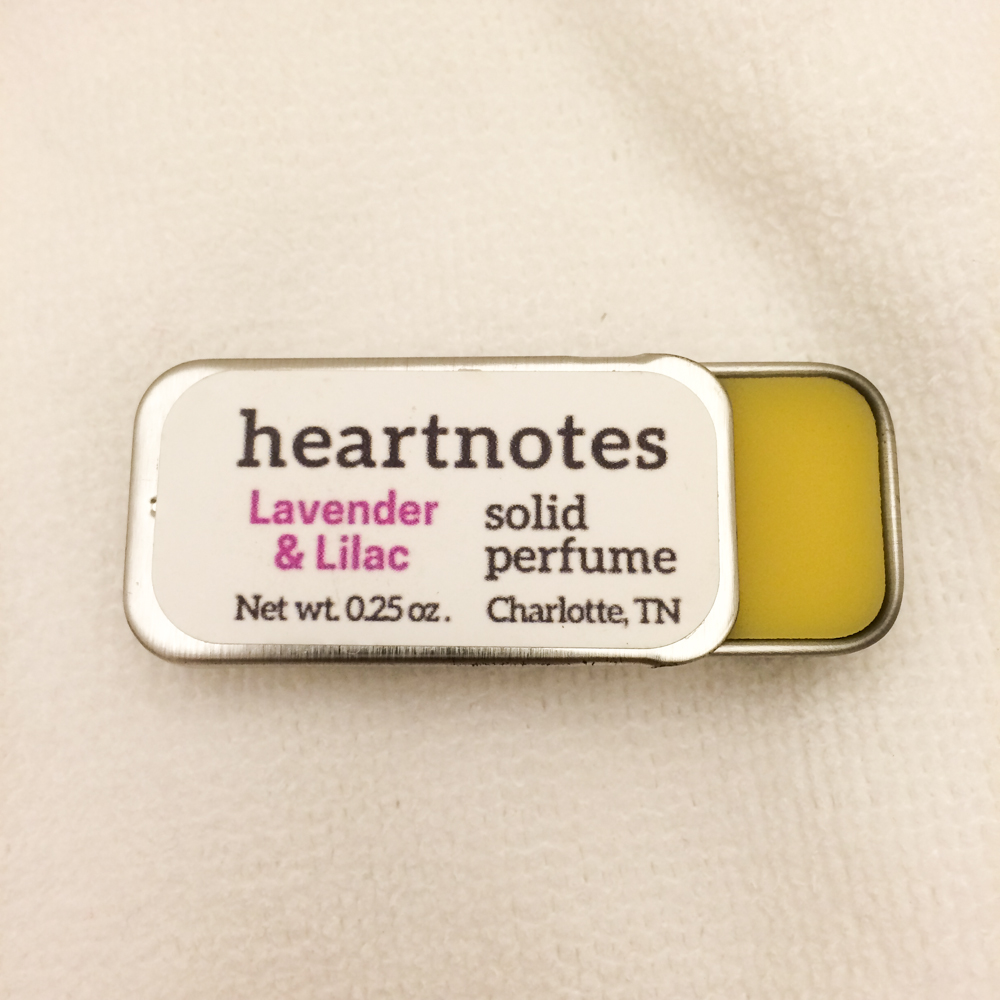 heartnotes
Lavender
& Lilac
solid
perfume
Net wt. 0.25 oz.
Charlotte, TN